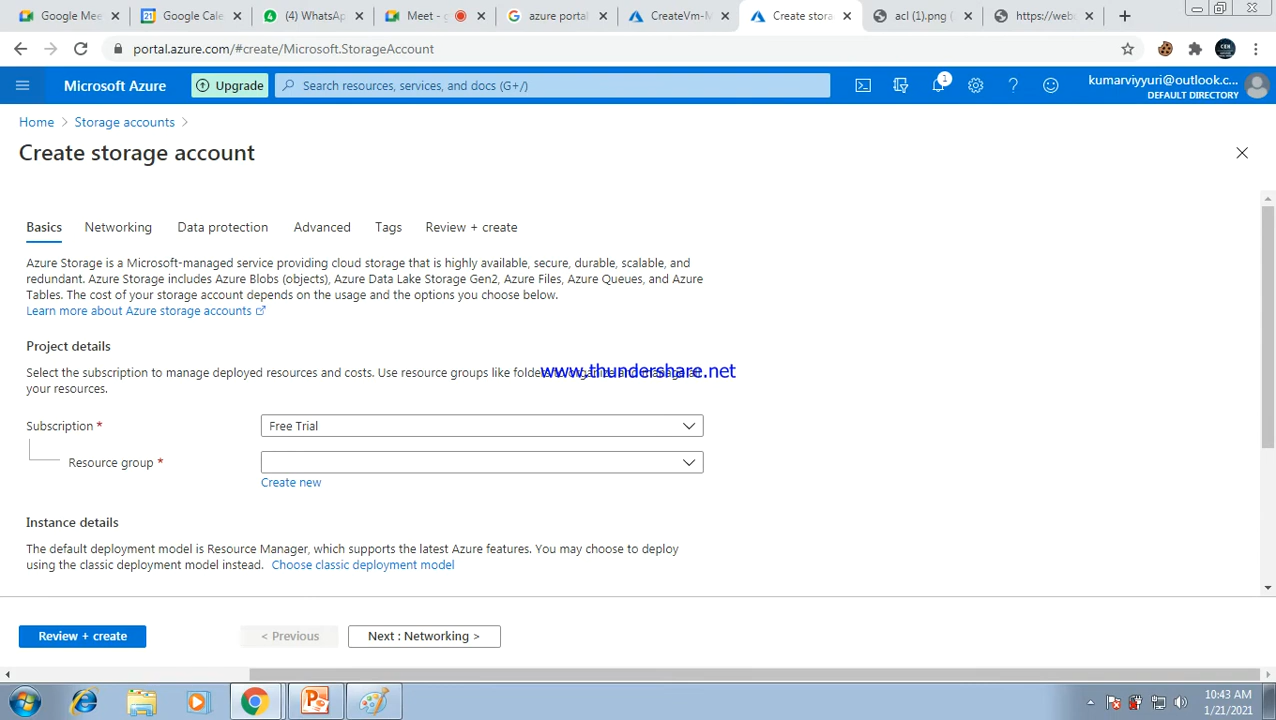 Google Mee
Google Cale
(4) WhatsAp
Meet - g
azure portal
CreateVm-M
Create stora
acl (1).png (
https://web
portal.azure.com/#create/Microsoft.StorageAccount
Microsoft Azure
Upgrade
Search resources, services, and docs (G+/)
1
kumarviyyuri@outlook.c...
DEFAULT DIRECTORY
Home > Storage accounts >
Create storage account
Basics Networking Data protection Advanced Tags Review + create
Azure Storage is a Microsoft-managed service providing cloud storage that is highly available, secure, durable, scalable, and
redundant. Azure Storage includes Azure Blobs (objects), Azure Data Lake Storage Gen2, Azure Files, Azure Queues, and Azure
Tables. The cost of your storage account depends on the usage and the options you choose below.
Learn more about Azure storage accounts
Project details
Select the subscription to manage deployed resources and costs. Use resource groups like folders to organize and manage all
www.thundershare.net
your resources.
Subscription *
Free Trial
Resource group *
Create new
Instance details
The default deployment model is Resource Manager, which supports the latest Azure features. You may choose to deploy
using the classic deployment model instead. Choose classic deployment model
Review + create
< Previous
Next : Networking >
10:43 AM
1/21/2021